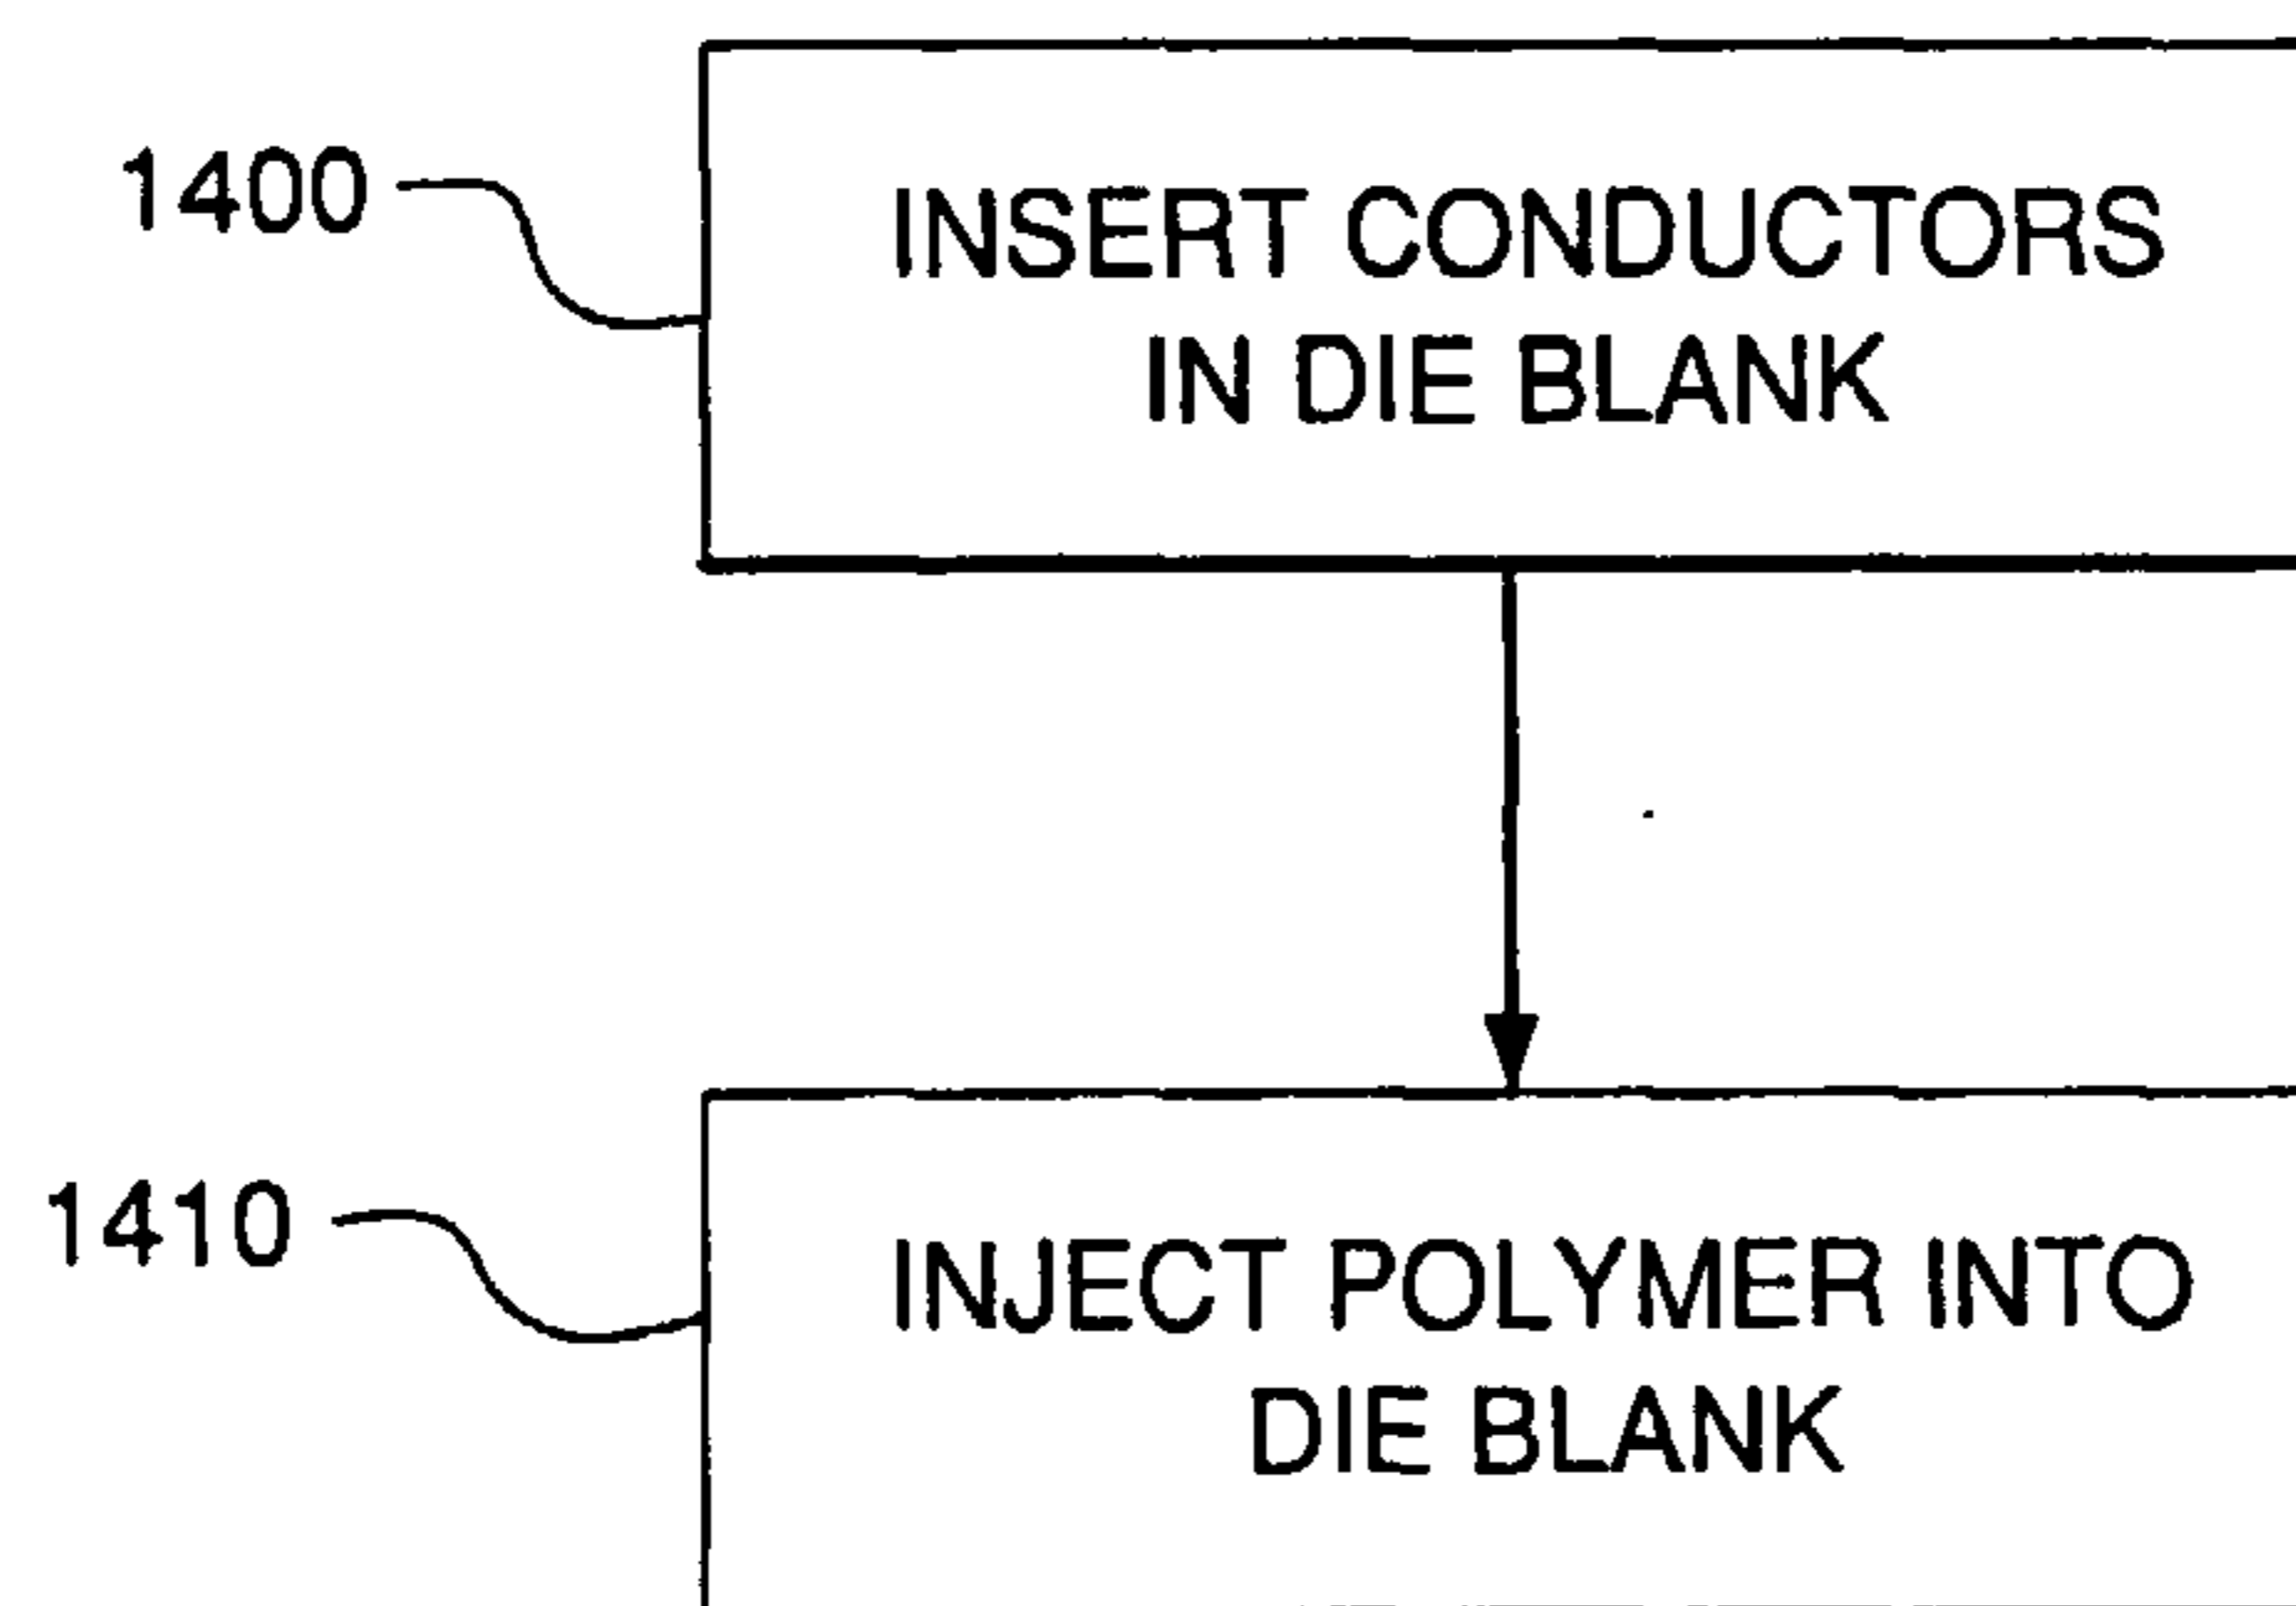 1400
INSERT CONDUCTORS
IN DIE BLANK
1410
INJECT POLYMER INTO
DIE BLANK